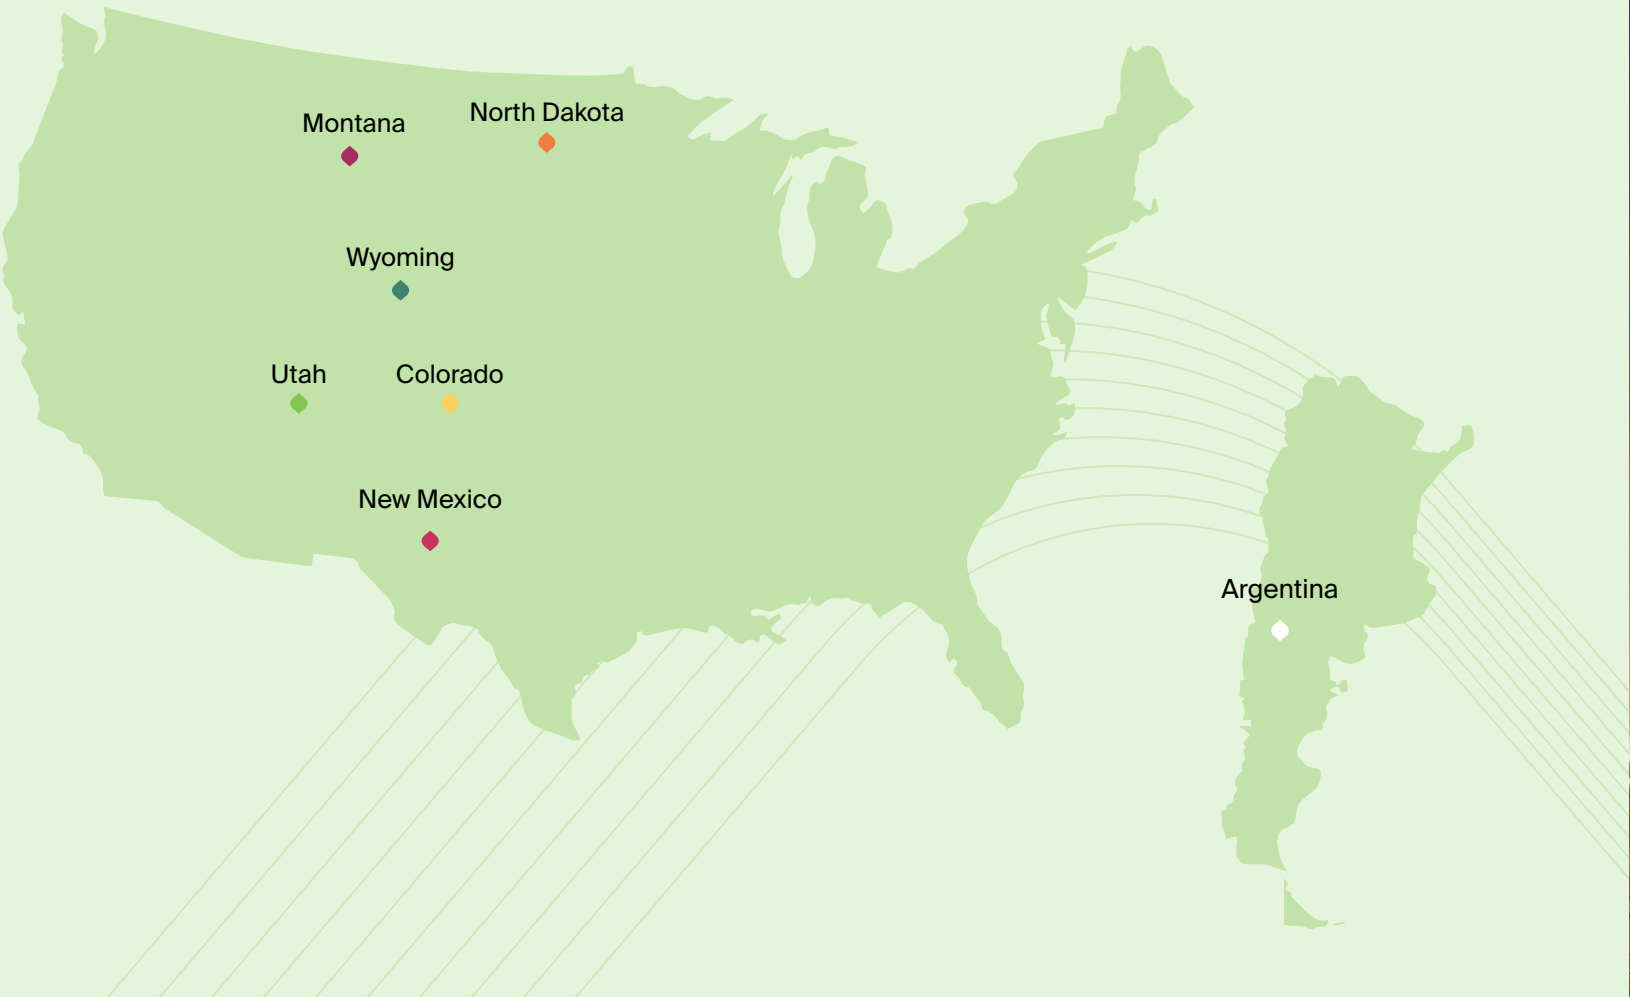 Montana
North Dakota
Wyoming
Utah
Colorado
New Mexico
Argentina